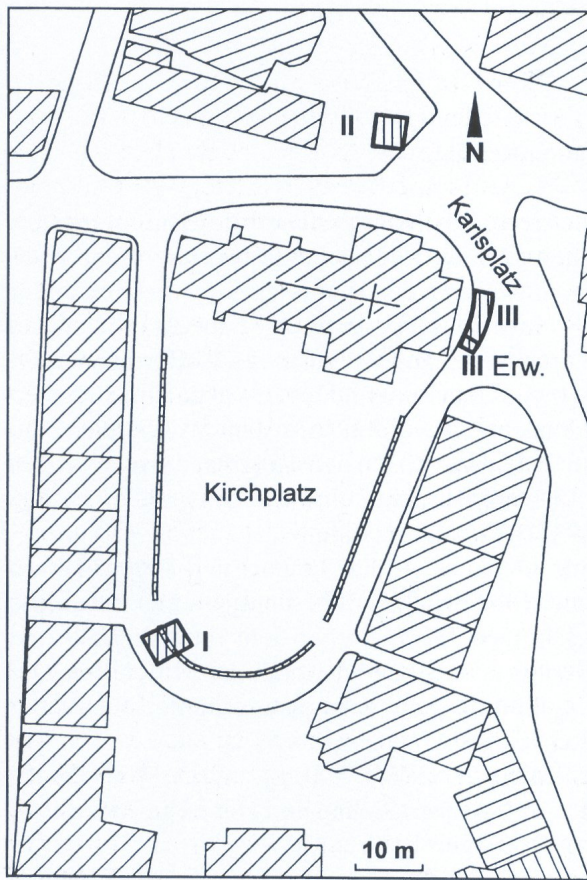 II
N
Karlsplatz
III
III Erw.
Kirchplatz
I
10 m